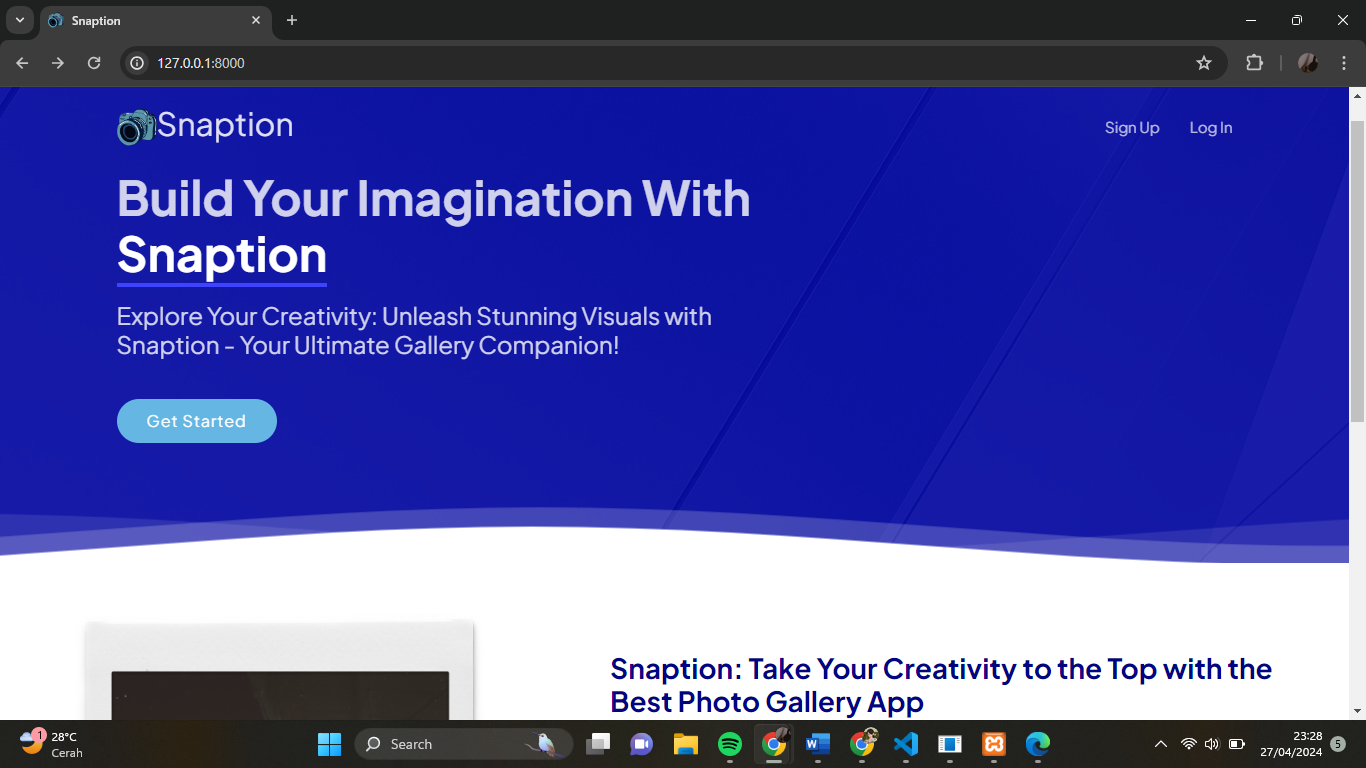 Snaption
127.0.0.1:8000
Snaption
Sign Up
Log In
Build Your Imagination With
Snaption
Explore Your Creativity: Unleash Stunning Visuals with
Snaption - Your Ultimate Gallery Companion!
Get Started
Snaption: Take Your Creativity to the Top with the
Best Photo Gallery App
1
28°C
Cerah
Search
23:28
27/04/2024
5